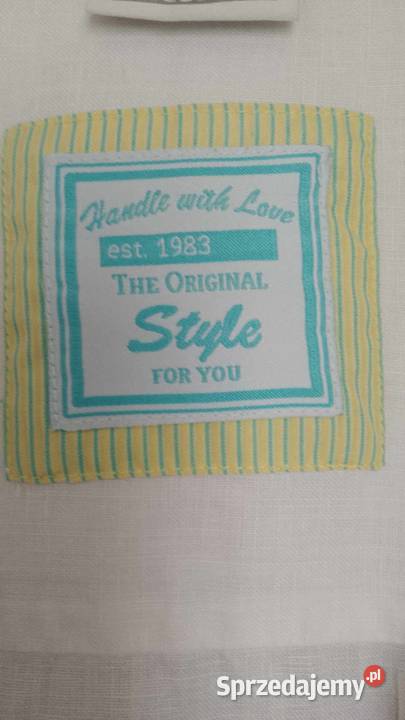 Handle with Love
est. 1983
THE ORIGINAL
Style
FOR YOU
Sprzedajemy.pl